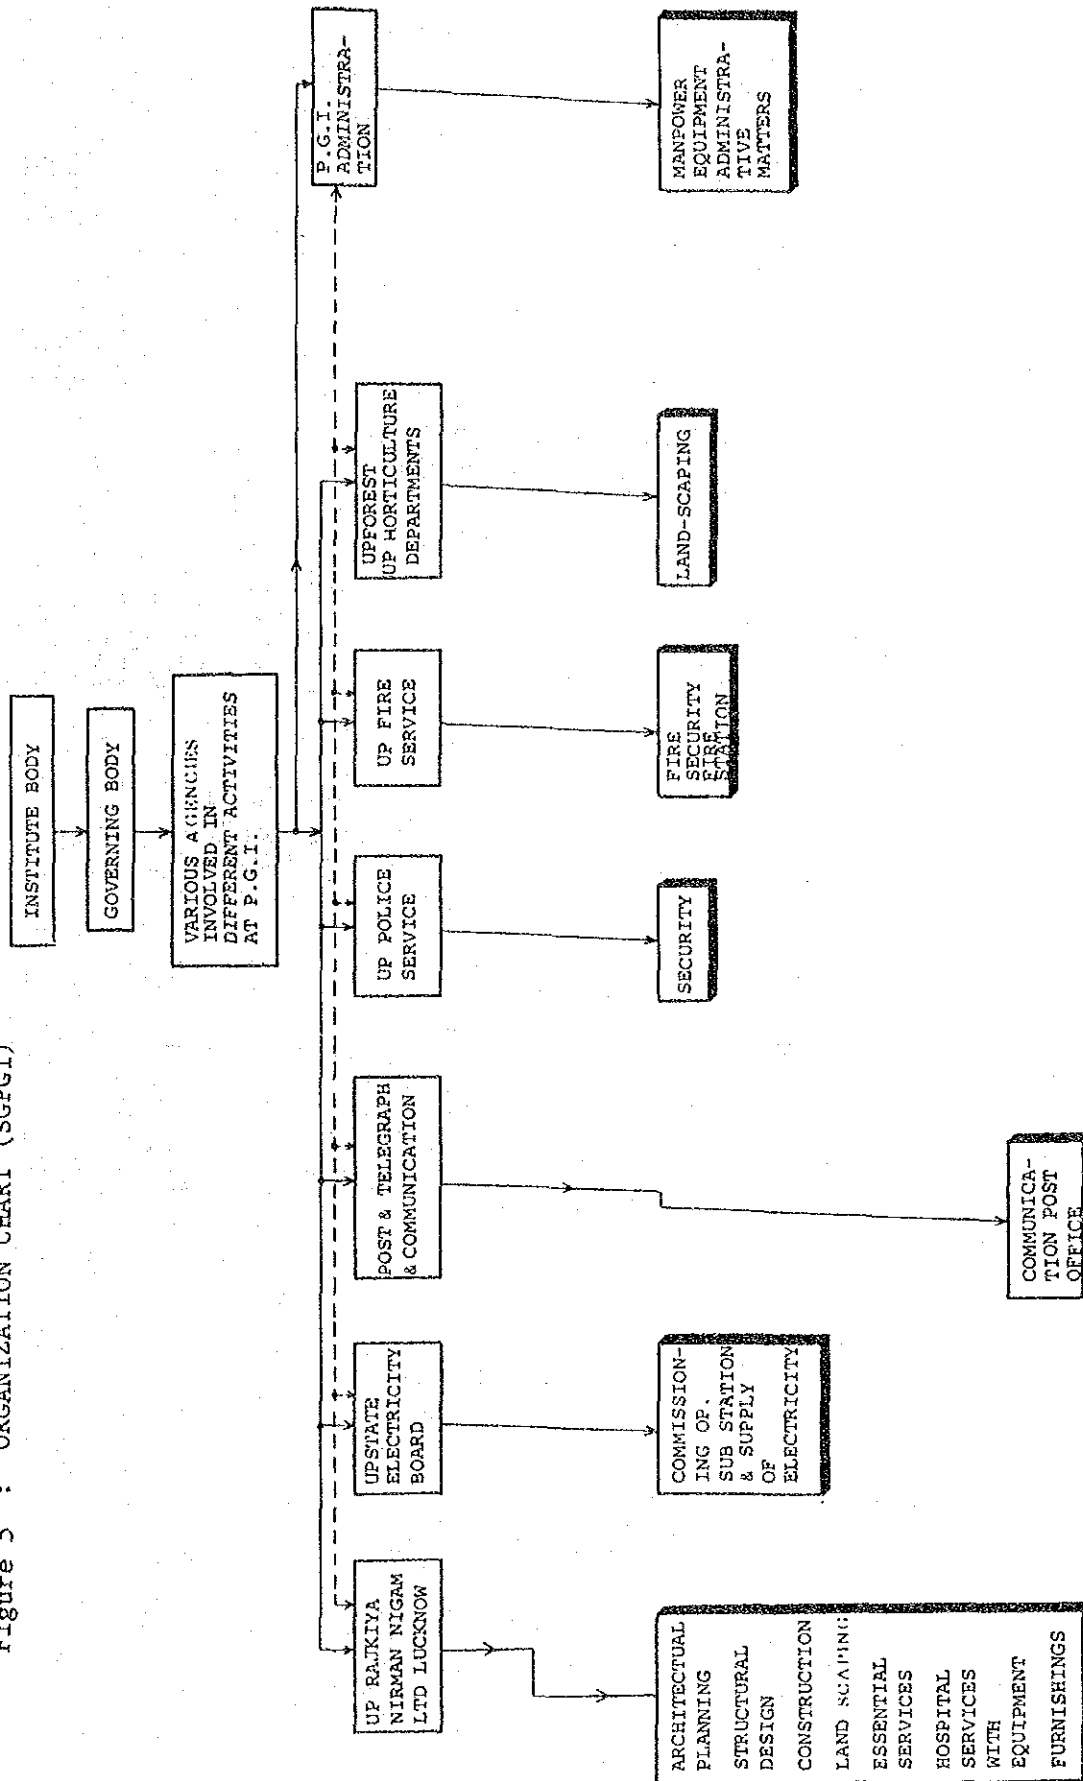 Figure 3 : ORGANIZATION CHART (SGPGI)
INSTITUTE BODY
GOVERNING BODY
VARIOUS AGENCIES
INVOLVED IN
DIFFERENT ACTIVITIES
AT P.G.I.
UP RAJKIYA
NIRMAN NIGAM
LTD LUCKNOW
UPSTATE
ELECTRICITY
BOARD
POST & TELEGRAPH
& COMMUNICATION
UP POLICE
SERVICE
UP FIRE
SERVICE
UPFOREST
UP HORTICULTURE
DEPARTMENTS
P.G.I.
ADMINISTRA-
TION
ARCHITECTUAL
PLANNING
STRUCTURAL
DESIGN
CONSTRUCTION
LAND SCAPING
ESSENTIAL
SERVICES
HOSPITAL
SERVICES
WITH
EQUIPMENT
FURNISHINGS
COMMISSION-
ING OP.
SUB STATION
& SUPPLY
OF
ELECTRICITY
COMMUNICA-
TION POST
OFFICE
SECURITY
FIRE
SECURITY
FIRE
STATION
LAND-SCAPING
MANPOWER
EQUIPMENT
ADMINISTRA-
TIVE
MATTERS